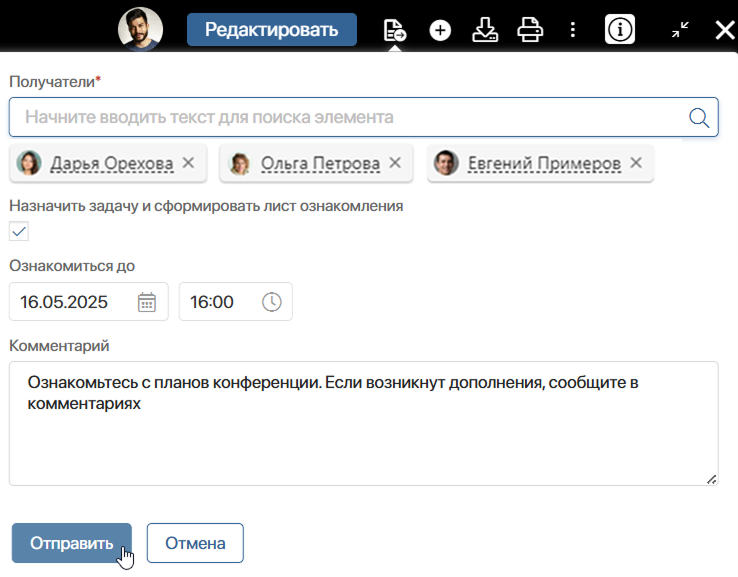 Редактировать
Получатели*
Начните вводить текст для поиска элемента
Дарья Орехова Ольга Петрова Евгений Примеров
Назначить задачу и сформировать лист ознакомления
Ознакомиться до
16.05.2025 16:00
Комментарий
Ознакомьтесь с планов конференции. Если возникнут дополнения, сообщите в
комментариях
Отправить Отмена